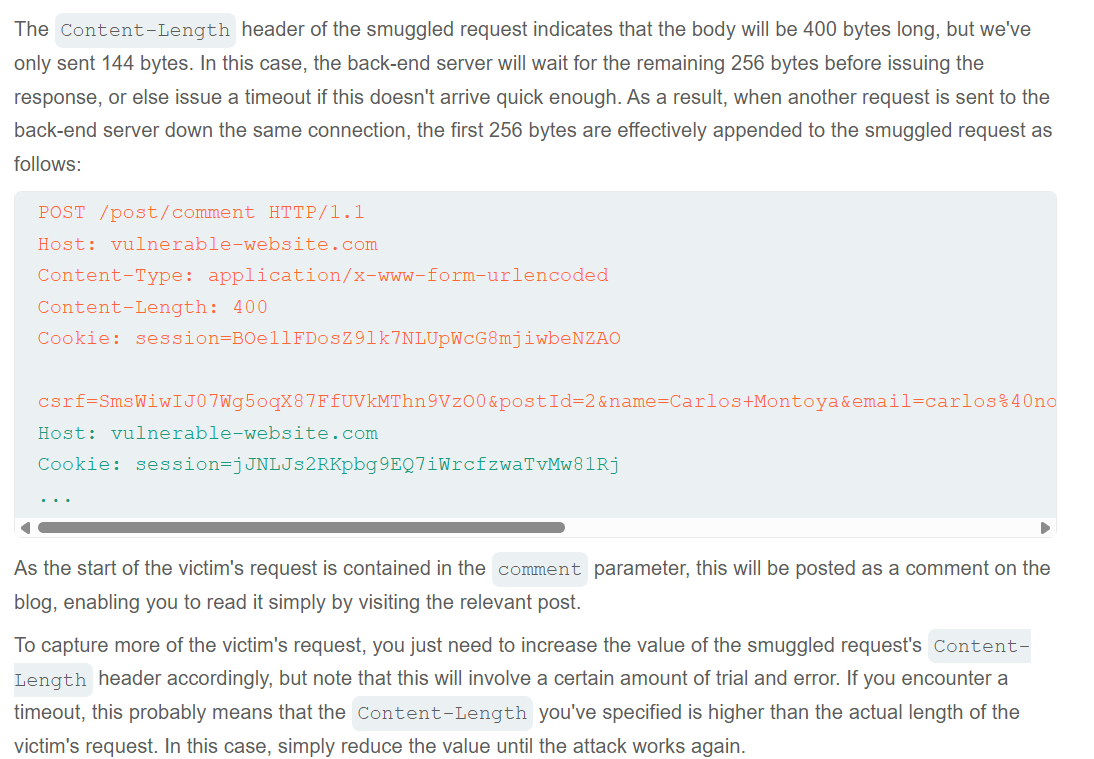 The Content-Length header of the smuggled request indicates that the body will be 400 bytes long, but we've
only sent 144 bytes. In this case, the back-end server will wait for the remaining 256 bytes before issuing the
response, or else issue a timeout if this doesn't arrive quick enough. As a result, when another request is sent to the
back-end server down the same connection, the first 256 bytes are effectively appended to the smuggled request as
follows:
POST /post/comment HTTP/1.1
Host: vulnerable-website.com
Content-Type: application/x-www-form-urlencoded
Content-Length: 400
Cookie: session=BOe1lFDosZ9lk7NLUpWcG8mjiwbeNZAO
csrf=SmsWiwIJ07Wg5oqX87FfUVkMThn9VzO0&postId=2&name=Carlos+Montoya&email=carlos%40no
Host: vulnerable-website.com
Cookie: session=jJNLJs2RKpbg9EQ7iWrcfzwaTvMw81Rj
...
As the start of the victim's request is contained in the comment parameter, this will be posted as a comment on the
blog, enabling you to read it simply by visiting the relevant post.
To capture more of the victim's request, you just need to increase the value of the smuggled request's Content-
Length header accordingly, but note that this will involve a certain amount of trial and error. If you encounter a
timeout, this probably means that the Content-Length you've specified is higher than the actual length of the
victim's request. In this case, simply reduce the value until the attack works again.